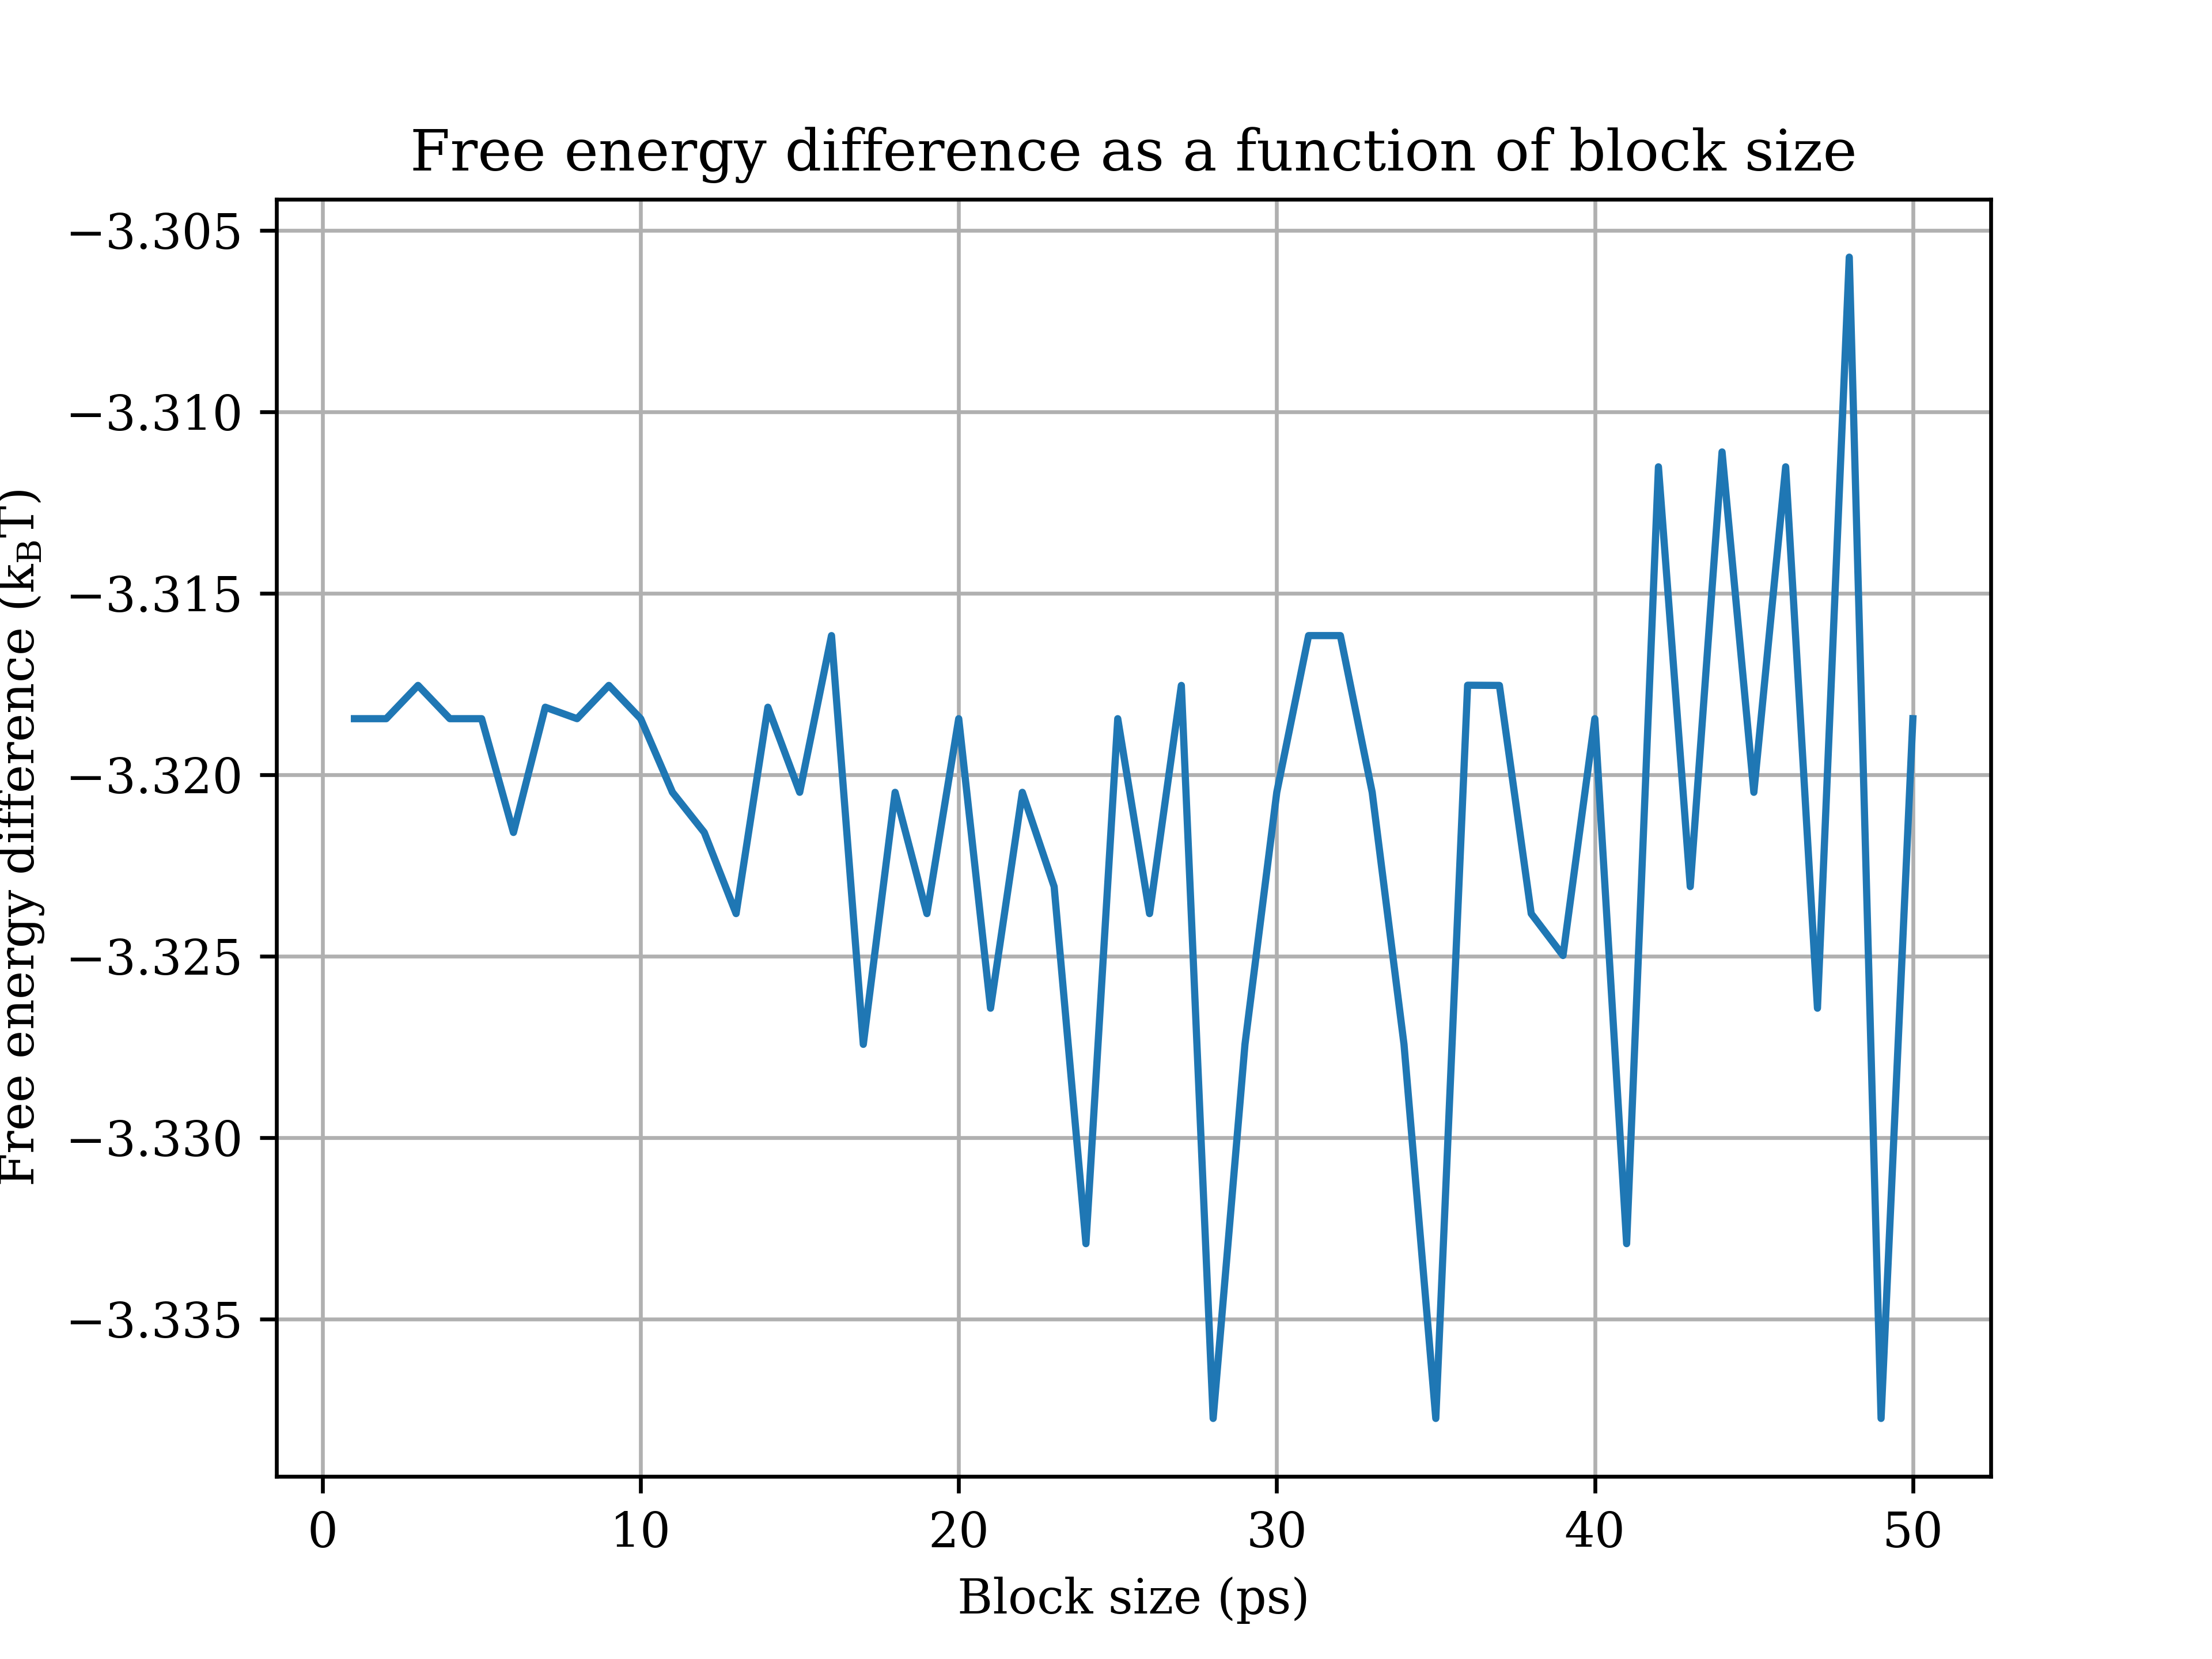 Free energy difference as a function of block size
Free energy difference (k_BT)
−3.305
−3.310
−3.315
−3.320
−3.325
−3.330
−3.335
0 10 20 30 40 50
Block size (ps)